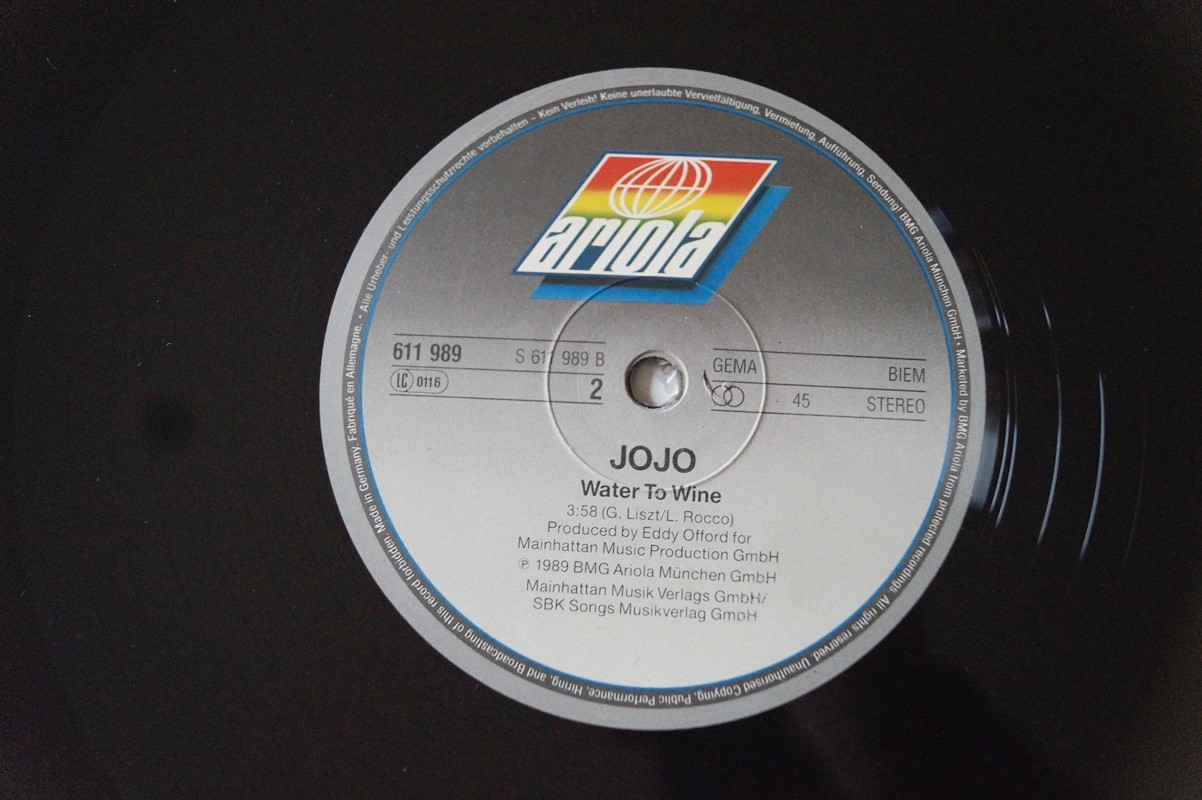 Alle Urheber- und Leistungsschutzrechte vorbehalten – Kein Verleih! Keine unerlaubte Vervielfältigung, Vermietung, Aufführung, Sendung! BMG Ariola München GmbH. • Marketed by BMG Ariola from protected recordings. All rights reserved. Unauthorised Copying, Public Performance, Hiring, and Broadcasting of this record forbidden. Made in Germany. Fabriqué en Allemagne. •
ariola
611 989 S 611 989 B
LC 0116 2
GEMA BIEM
45 STEREO
JOJO
Water To Wine
3:58 (G. Liszt/L. Rocco)
Produced by Eddy Offord for
Mainhattan Music Production GmbH
℗ 1989 BMG Ariola München GmbH
Mainhattan Musik Verlags GmbH/
SBK Songs Musikverlag GmbH